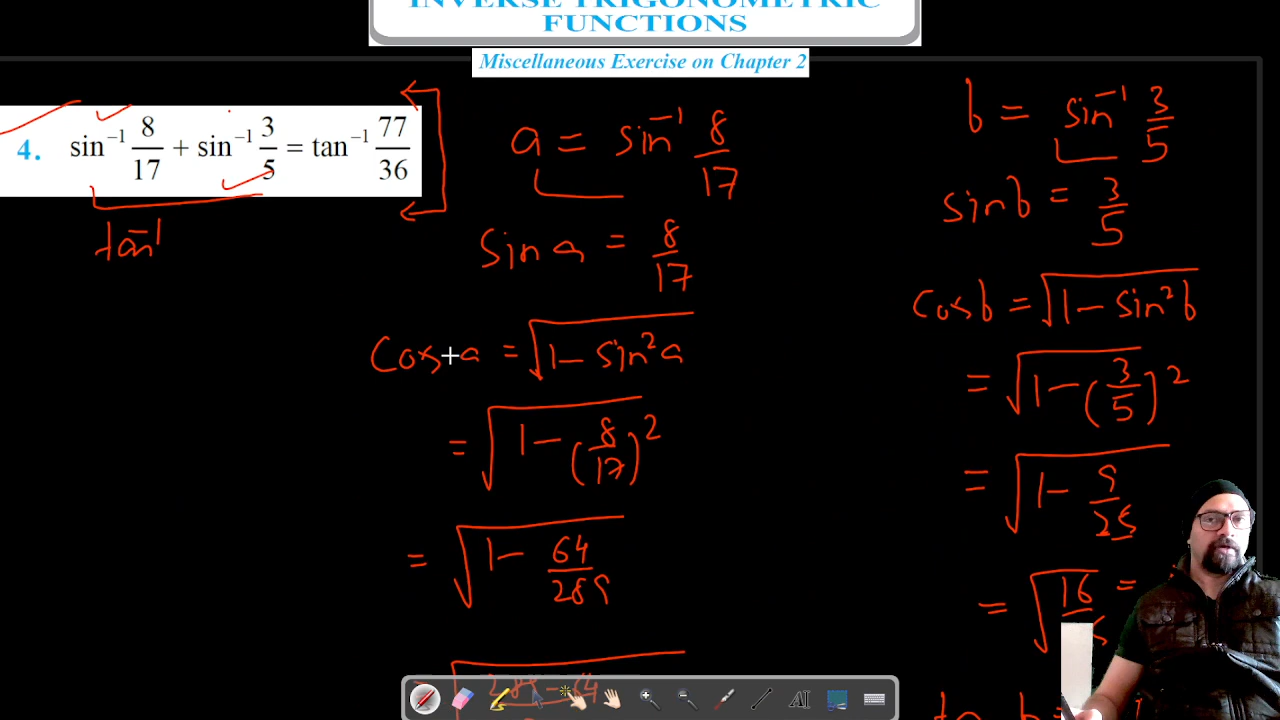 INVERSE TRIGONOMETRIC
FUNCTIONS
Miscellaneous Exercise on Chapter 2
4. sin⁻¹ 8/17 + sin⁻¹ 3/5 = tan⁻¹ 77/36
tan⁻¹
a = sin⁻¹ 8/17
sin a = 8/17
cos a = √(1 − sin²a)
= √(1 − (8/17)²)
= √(1 − 64/289)
b = sin⁻¹ 3/5
sin b = 3/5
cos b = √(1 − sin²b)
= √(1 − (3/5)²)
= √(1 − 9/25)
AI